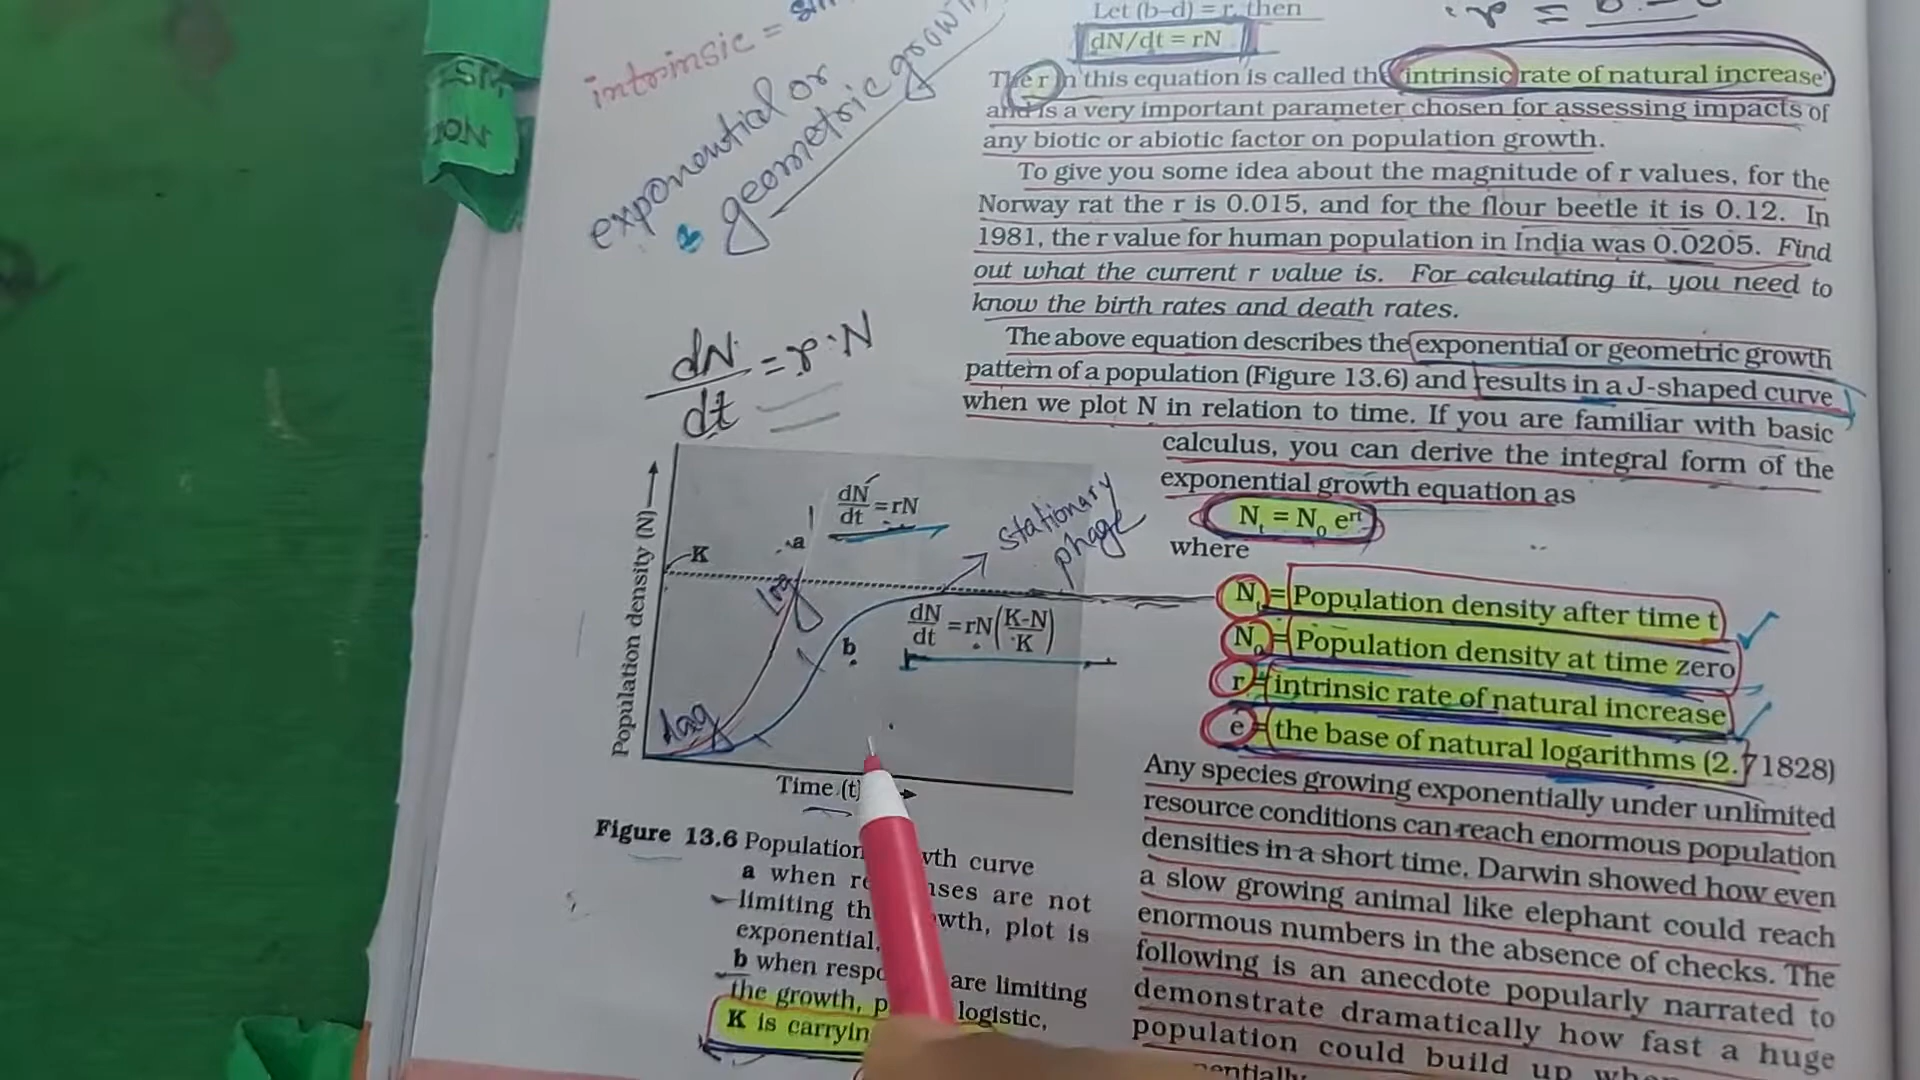 intrinsic =
exponential or
geometric growth
Let (b–d) = r, then
dN/dt = rN
The r in this equation is called the 'intrinsic rate of natural increase'
and is a very important parameter chosen for assessing impacts of
any biotic or abiotic factor on population growth.
To give you some idea about the magnitude of r values, for the
Norway rat the r is 0.015, and for the flour beetle it is 0.12. In
1981, the r value for human population in India was 0.0205. Find
out what the current r value is. For calculating it, you need to
know the birth rates and death rates.
The above equation describes the exponential or geometric growth
pattern of a population (Figure 13.6) and results in a J-shaped curve
when we plot N in relation to time. If you are familiar with basic
calculus, you can derive the integral form of the
exponential growth equation as
Nt = N0 ert
where
Nt = Population density after time t
N0 = Population density at time zero
r = intrinsic rate of natural increase
e = the base of natural logarithms (2.71828)
Any species growing exponentially under unlimited
resource conditions can reach enormous population
densities in a short time. Darwin showed how even
a slow growing animal like elephant could reach
enormous numbers in the absence of checks. The
following is an anecdote popularly narrated to
demonstrate dramatically how fast a huge
population could build up
dN/dt = r·N
Population density (N)
K
a
dN/dt = rN
stationary
phage
log
b
dN/dt = rN(K-N/K)
lag
Time (t)
Figure 13.6 Population curve
a when are not
limiting plot is
exponential,
b when are limiting
the growth, logistic,
K is